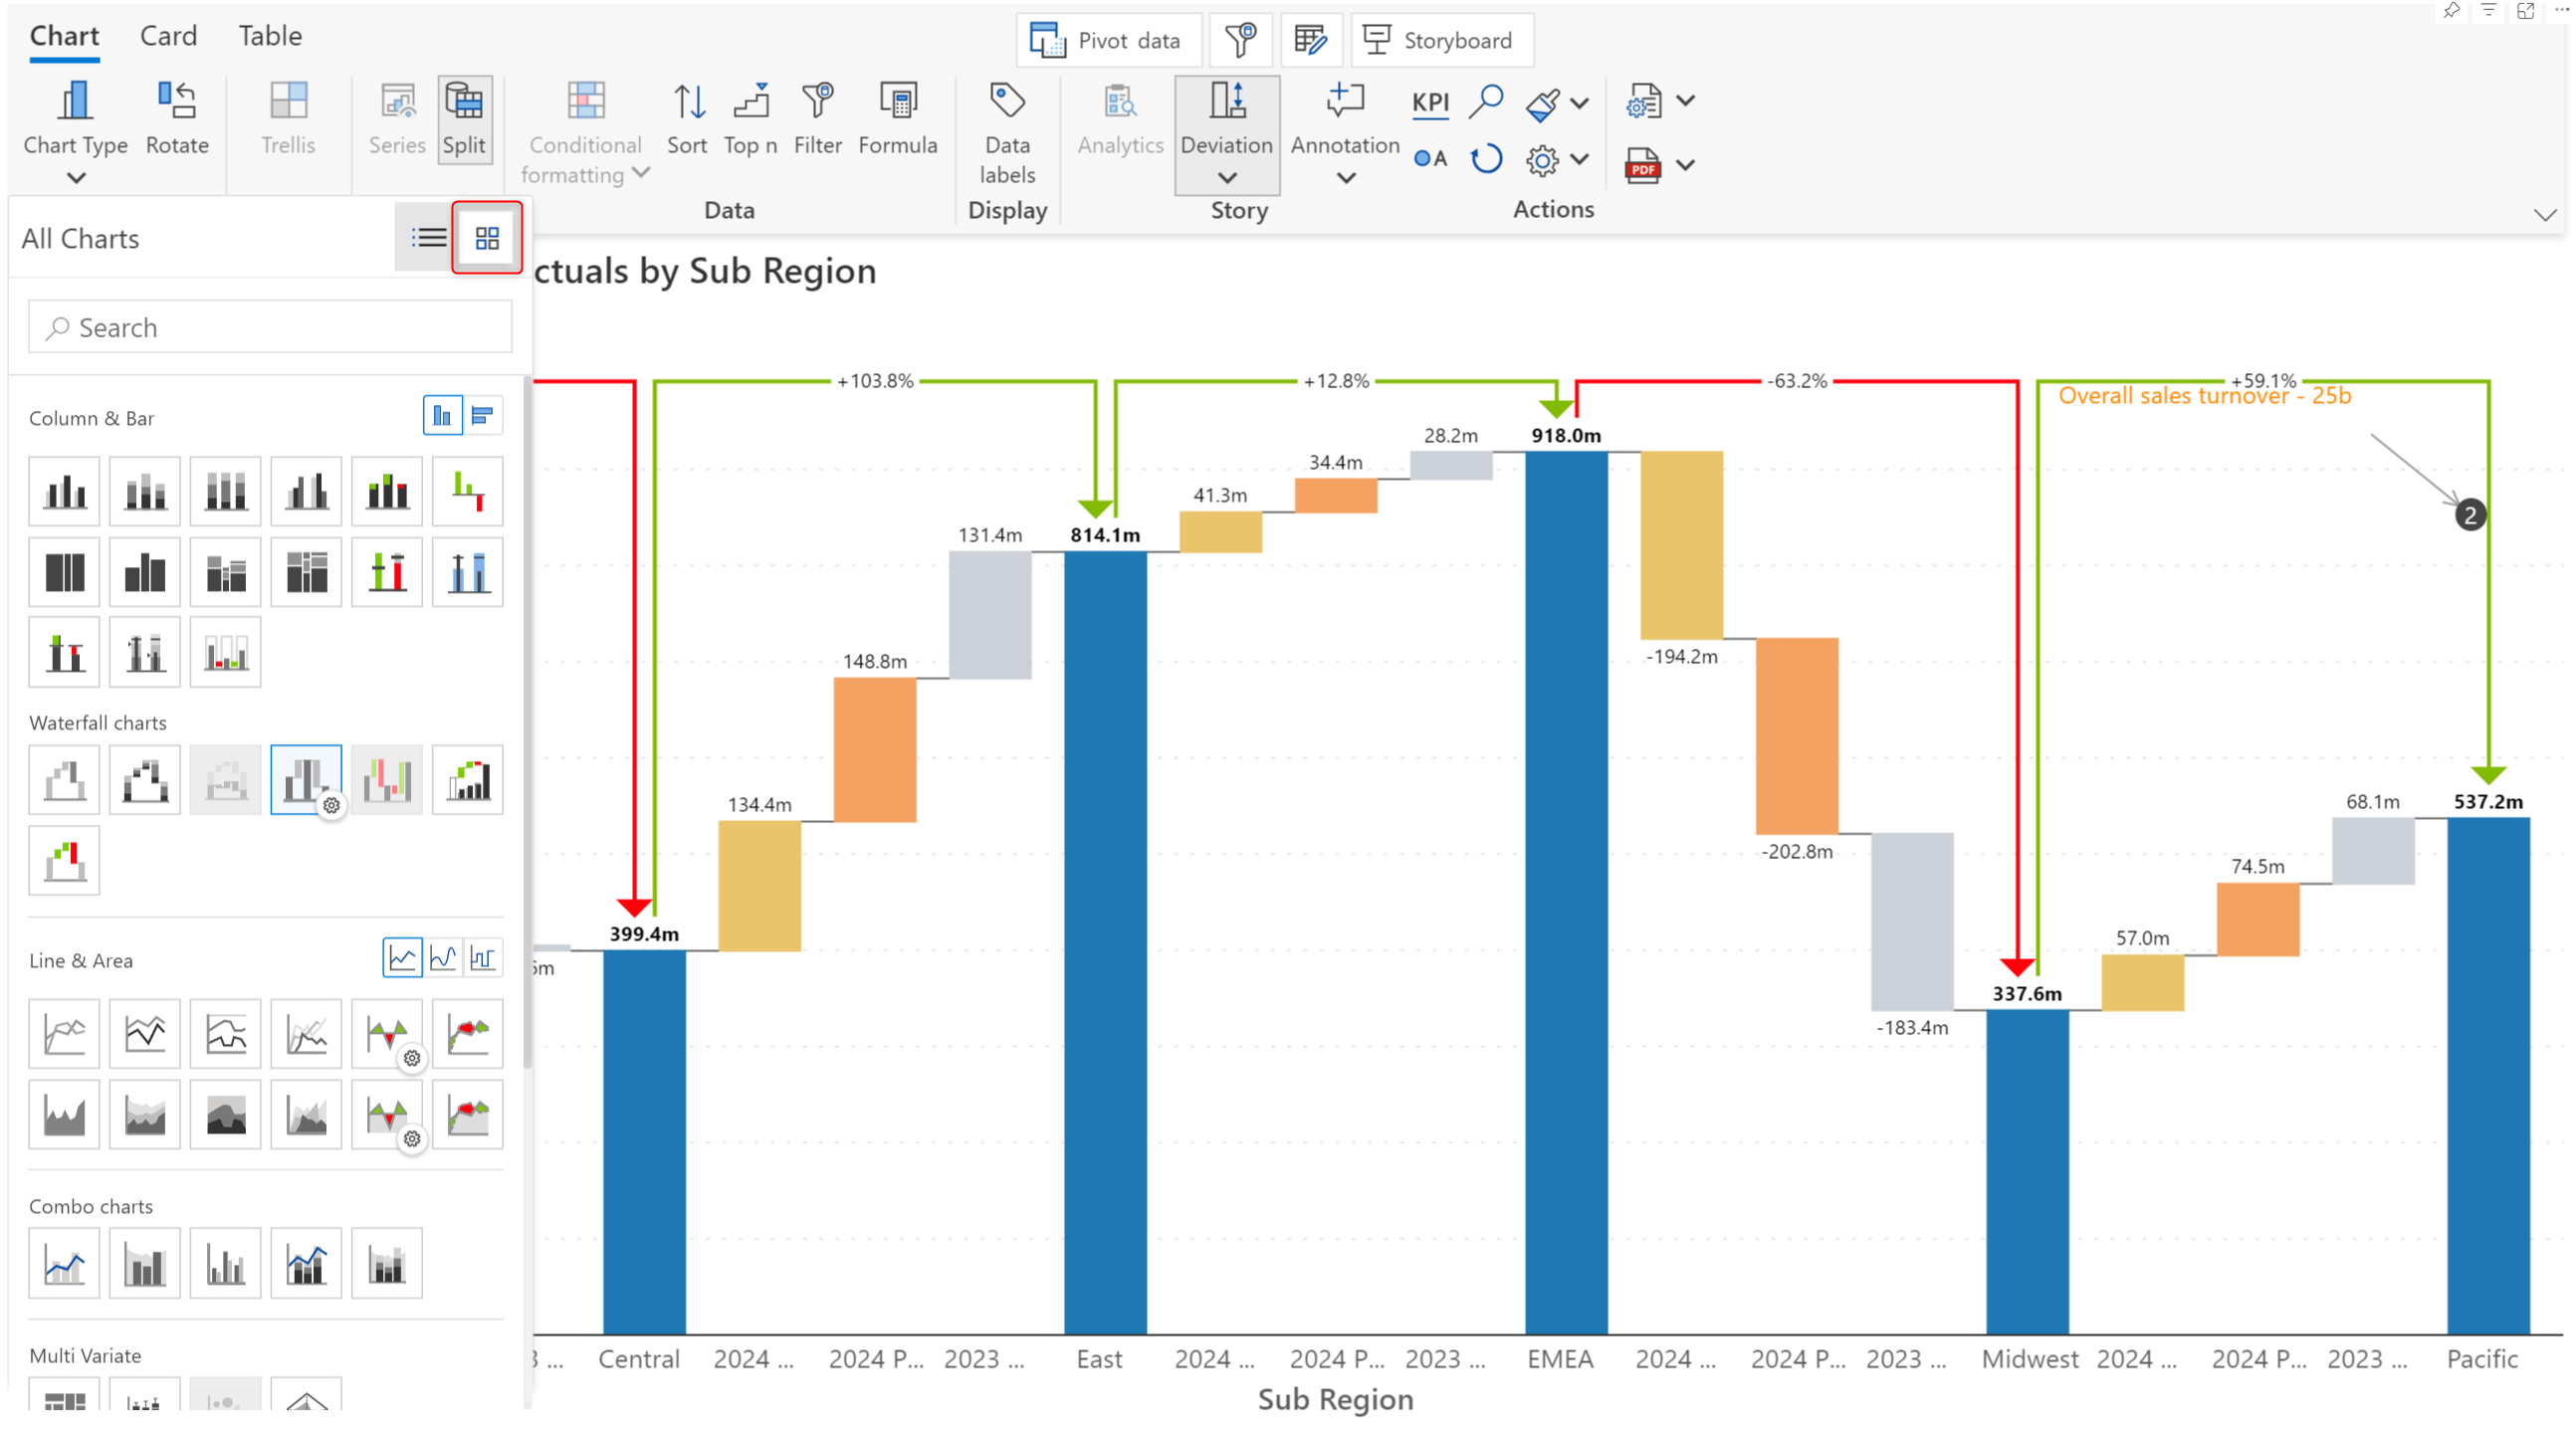 Chart Card Table
Pivot data Storyboard
Chart Type Rotate Trellis Series Split Conditional formatting Sort Top n Filter Formula Data labels Analytics Deviation Annotation KPI A PDF
Data Display Story Actions
All Charts
Search
Column & Bar
Waterfall charts
Line & Area
Combo charts
Multi Variate
ctuals by Sub Region
+103.8% +12.8% -63.2% +59.1%
Overall sales turnover - 25b
2
399.4m
134.4m
148.8m
131.4m
814.1m
41.3m
34.4m
28.2m
918.0m
-194.2m
-202.8m
-183.4m
337.6m
57.0m
74.5m
68.1m
537.2m
Central 2024 ... 2024 P... 2023 ... East 2024 ... 2024 P... 2023 ... EMEA 2024 ... 2024 P... 2023 ... Midwest 2024 ... 2024 P... 2023 ... Pacific
Sub Region